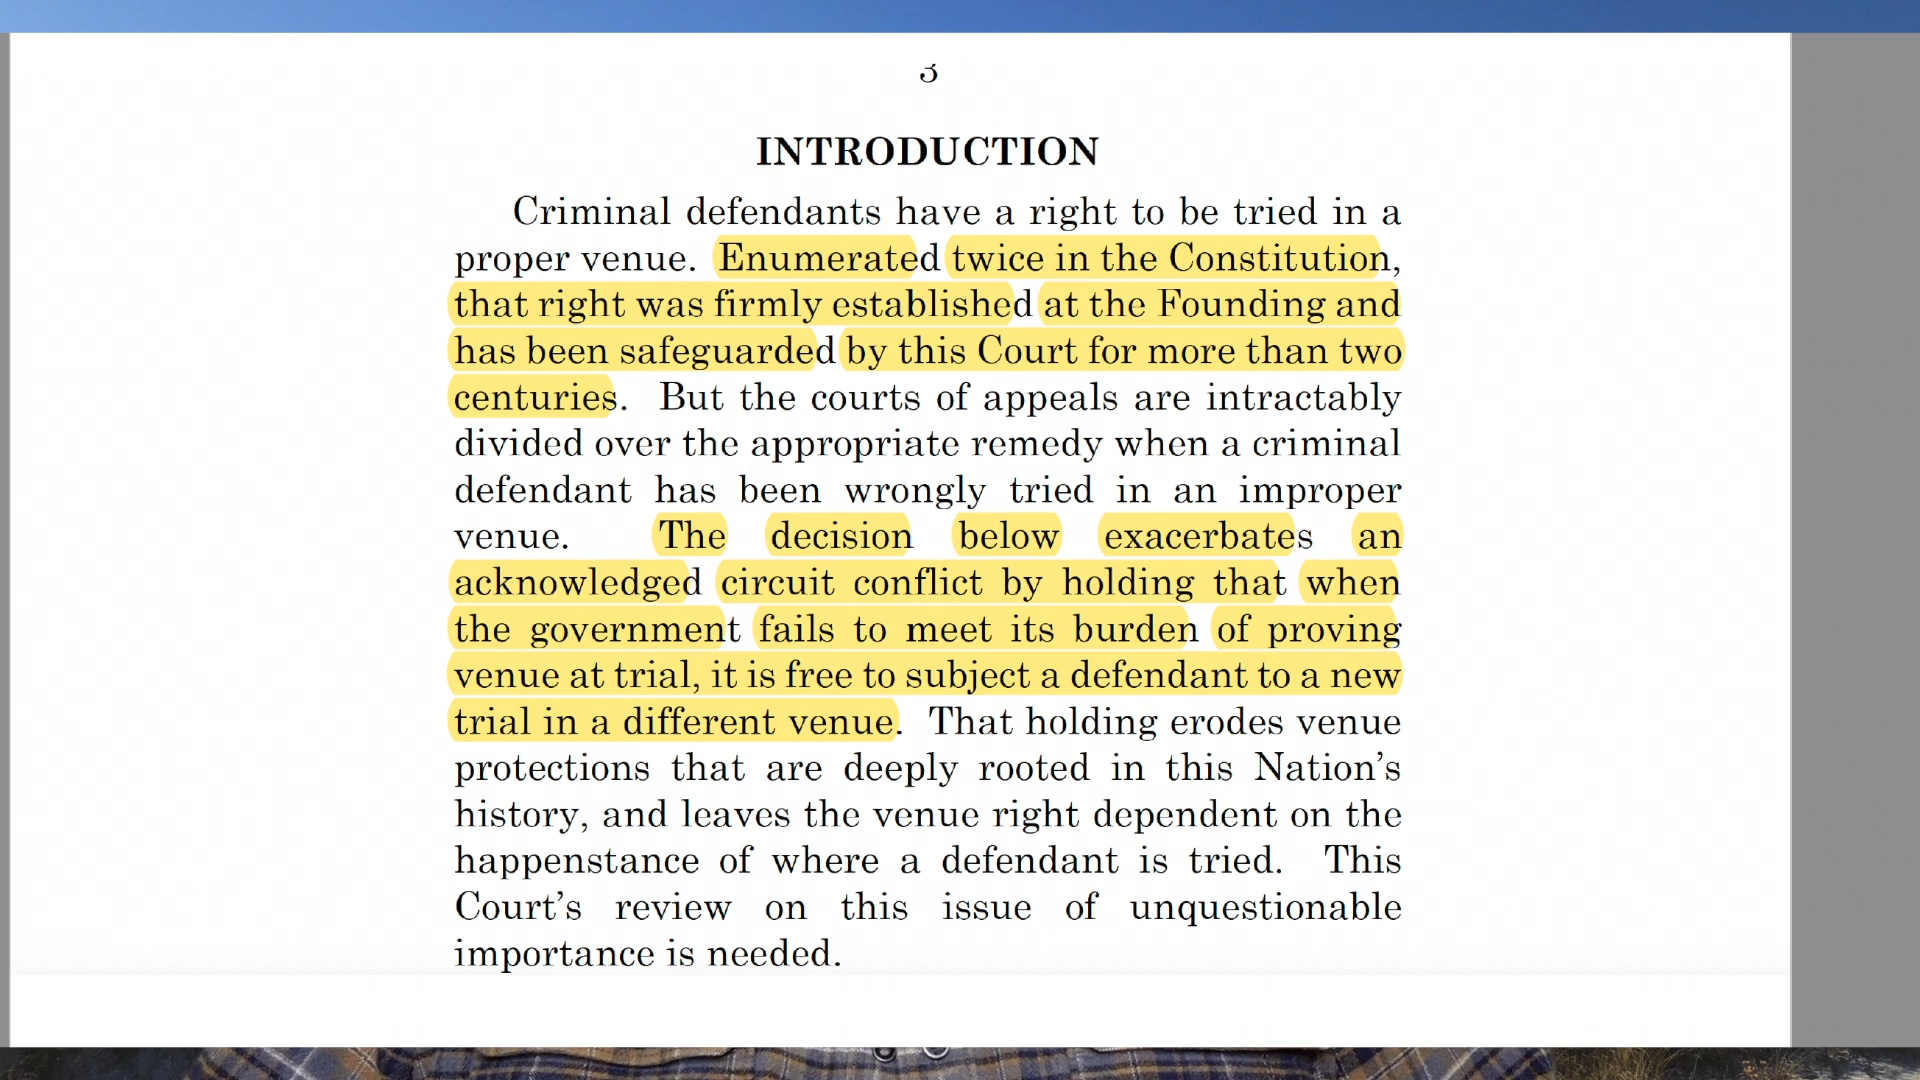 3
INTRODUCTION
Criminal defendants have a right to be tried in a
proper venue. Enumerated twice in the Constitution,
that right was firmly established at the Founding and
has been safeguarded by this Court for more than two
centuries. But the courts of appeals are intractably
divided over the appropriate remedy when a criminal
defendant has been wrongly tried in an improper
venue. The decision below exacerbates an
acknowledged circuit conflict by holding that when
the government fails to meet its burden of proving
venue at trial, it is free to subject a defendant to a new
trial in a different venue. That holding erodes venue
protections that are deeply rooted in this Nation’s
history, and leaves the venue right dependent on the
happenstance of where a defendant is tried. This
Court’s review on this issue of unquestionable
importance is needed.